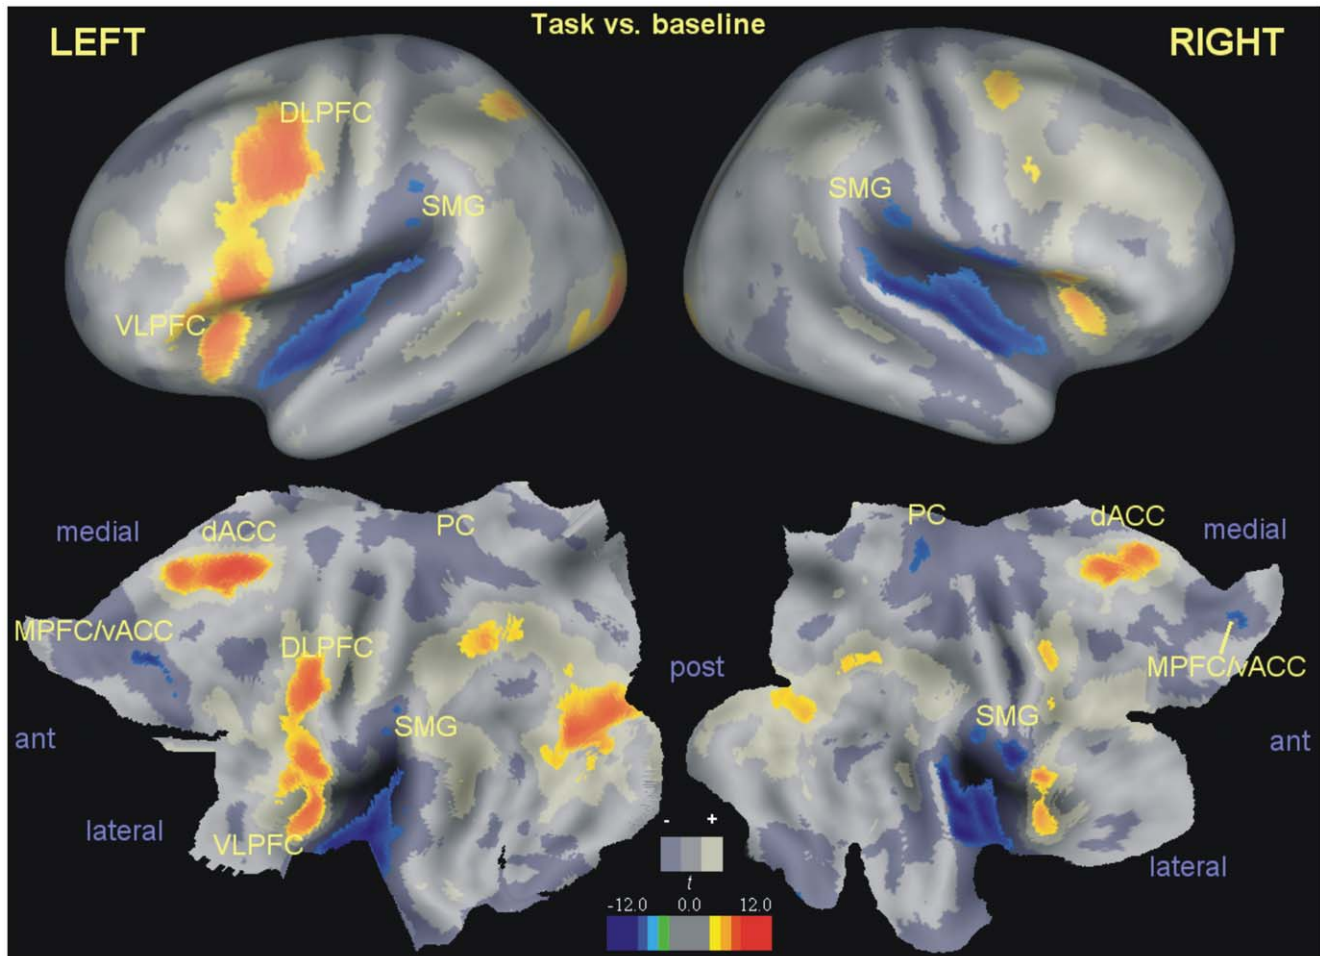 Task vs. baseline
LEFT
RIGHT
DLPFC
SMG
VLPFC
SMG
medial
dACC
PC
MPFC/vACC
DLPFC
SMG
ant
lateral
VLPFC
post
PC
dACC
medial
MPFC/vACC
SMG
ant
lateral
- +
t
-12.0 0.0 12.0